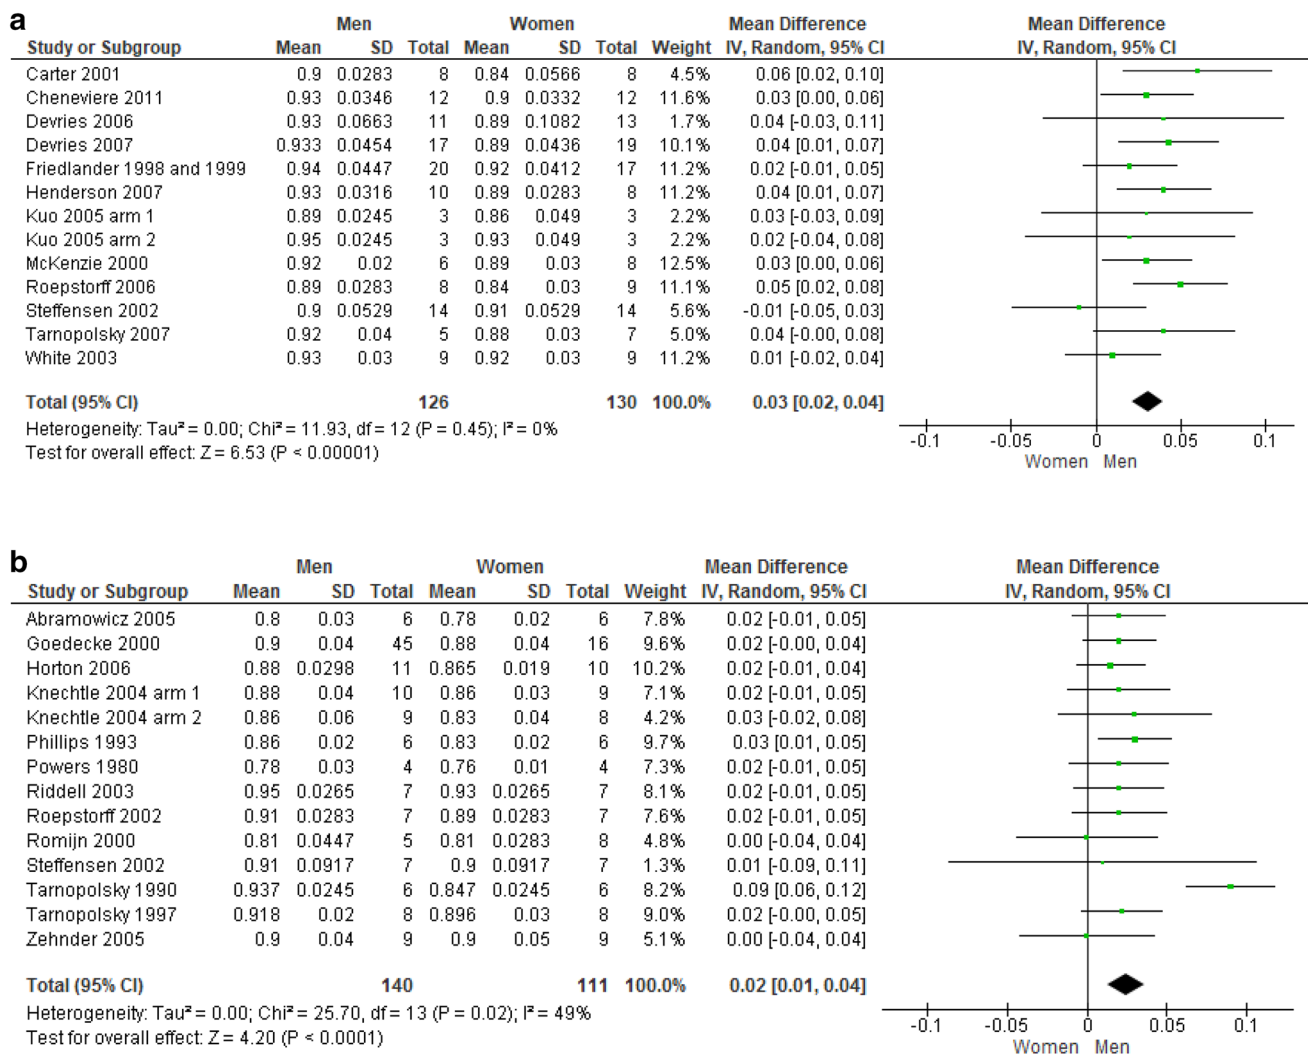 a
Men Women Mean Difference Mean Difference
Study or Subgroup Mean SD Total Mean SD Total Weight IV, Random, 95% CI IV, Random, 95% CI
Carter 2001 0.9 0.0283 8 0.84 0.0566 8 4.5% 0.06 [0.02, 0.10]
Cheneviere 2011 0.93 0.0346 12 0.9 0.0332 12 11.6% 0.03 [0.00, 0.06]
Devries 2006 0.93 0.0663 11 0.89 0.1082 13 1.7% 0.04 [-0.03, 0.11]
Devries 2007 0.933 0.0454 17 0.89 0.0436 19 10.1% 0.04 [0.01, 0.07]
Friedlander 1998 and 1999 0.94 0.0447 20 0.92 0.0412 17 11.2% 0.02 [-0.01, 0.05]
Henderson 2007 0.93 0.0316 10 0.89 0.0283 8 11.2% 0.04 [0.01, 0.07]
Kuo 2005 arm 1 0.89 0.0245 3 0.86 0.049 3 2.2% 0.03 [-0.03, 0.09]
Kuo 2005 arm 2 0.95 0.0245 3 0.93 0.049 3 2.2% 0.02 [-0.04, 0.08]
McKenzie 2000 0.92 0.02 6 0.89 0.03 8 12.5% 0.03 [0.00, 0.06]
Roepstorff 2006 0.89 0.0283 8 0.84 0.03 9 11.1% 0.05 [0.02, 0.08]
Steffensen 2002 0.9 0.0529 14 0.91 0.0529 14 5.6% -0.01 [-0.05, 0.03]
Tarnopolsky 2007 0.92 0.04 5 0.88 0.03 7 5.0% 0.04 [-0.00, 0.08]
White 2003 0.93 0.03 9 0.92 0.03 9 11.2% 0.01 [-0.02, 0.04]
Total (95% CI) 126 130 100.0% 0.03 [0.02, 0.04]
Heterogeneity: Tau² = 0.00; Chi² = 11.93, df = 12 (P = 0.45); I² = 0%
Test for overall effect: Z = 6.53 (P < 0.00001)
-0.1 -0.05 0 0.05 0.1
Women Men
b
Men Women Mean Difference Mean Difference
Study or Subgroup Mean SD Total Mean SD Total Weight IV, Random, 95% CI IV, Random, 95% CI
Abramowicz 2005 0.8 0.03 6 0.78 0.02 6 7.8% 0.02 [-0.01, 0.05]
Goedecke 2000 0.9 0.04 45 0.88 0.04 16 9.6% 0.02 [-0.00, 0.04]
Horton 2006 0.88 0.0298 11 0.865 0.019 10 10.2% 0.02 [-0.01, 0.04]
Knechtle 2004 arm 1 0.88 0.04 10 0.86 0.03 9 7.1% 0.02 [-0.01, 0.05]
Knechtle 2004 arm 2 0.86 0.06 9 0.83 0.04 8 4.2% 0.03 [-0.02, 0.08]
Phillips 1993 0.86 0.02 6 0.83 0.02 6 9.7% 0.03 [0.01, 0.05]
Powers 1980 0.78 0.03 4 0.76 0.01 4 7.3% 0.02 [-0.01, 0.05]
Riddell 2003 0.95 0.0265 7 0.93 0.0265 7 8.1% 0.02 [-0.01, 0.05]
Roepstorff 2002 0.91 0.0283 7 0.89 0.0283 7 7.6% 0.02 [-0.01, 0.05]
Romijn 2000 0.81 0.0447 5 0.81 0.0283 8 4.8% 0.00 [-0.04, 0.04]
Steffensen 2002 0.91 0.0917 7 0.9 0.0917 7 1.3% 0.01 [-0.09, 0.11]
Tarnopolsky 1990 0.937 0.0245 6 0.847 0.0245 6 8.2% 0.09 [0.06, 0.12]
Tarnopolsky 1997 0.918 0.02 8 0.896 0.03 8 9.0% 0.02 [-0.00, 0.05]
Zehnder 2005 0.9 0.04 9 0.9 0.05 9 5.1% 0.00 [-0.04, 0.04]
Total (95% CI) 140 111 100.0% 0.02 [0.01, 0.04]
Heterogeneity: Tau² = 0.00; Chi² = 25.70, df = 13 (P = 0.02); I² = 49%
Test for overall effect: Z = 4.20 (P < 0.0001)
-0.1 -0.05 0 0.05 0.1
Women Men